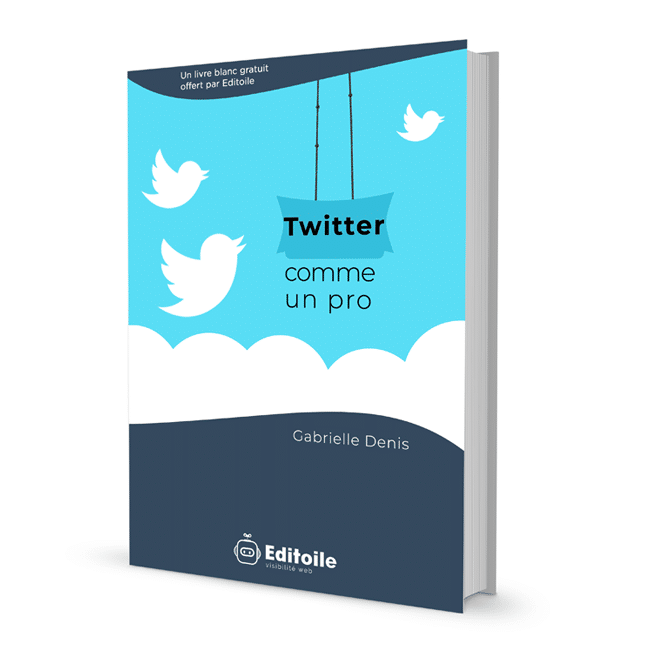 Un livre blanc gratuit
offert par Editoile
Twitter
comme
un pro
Gabrielle Denis
Editoile
visibilité web